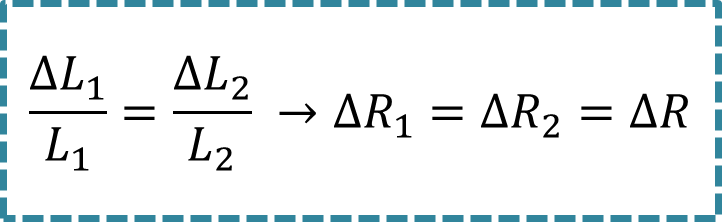 ΔL₁/L₁ = ΔL₂/L₂ → ΔR₁ = ΔR₂ = ΔR